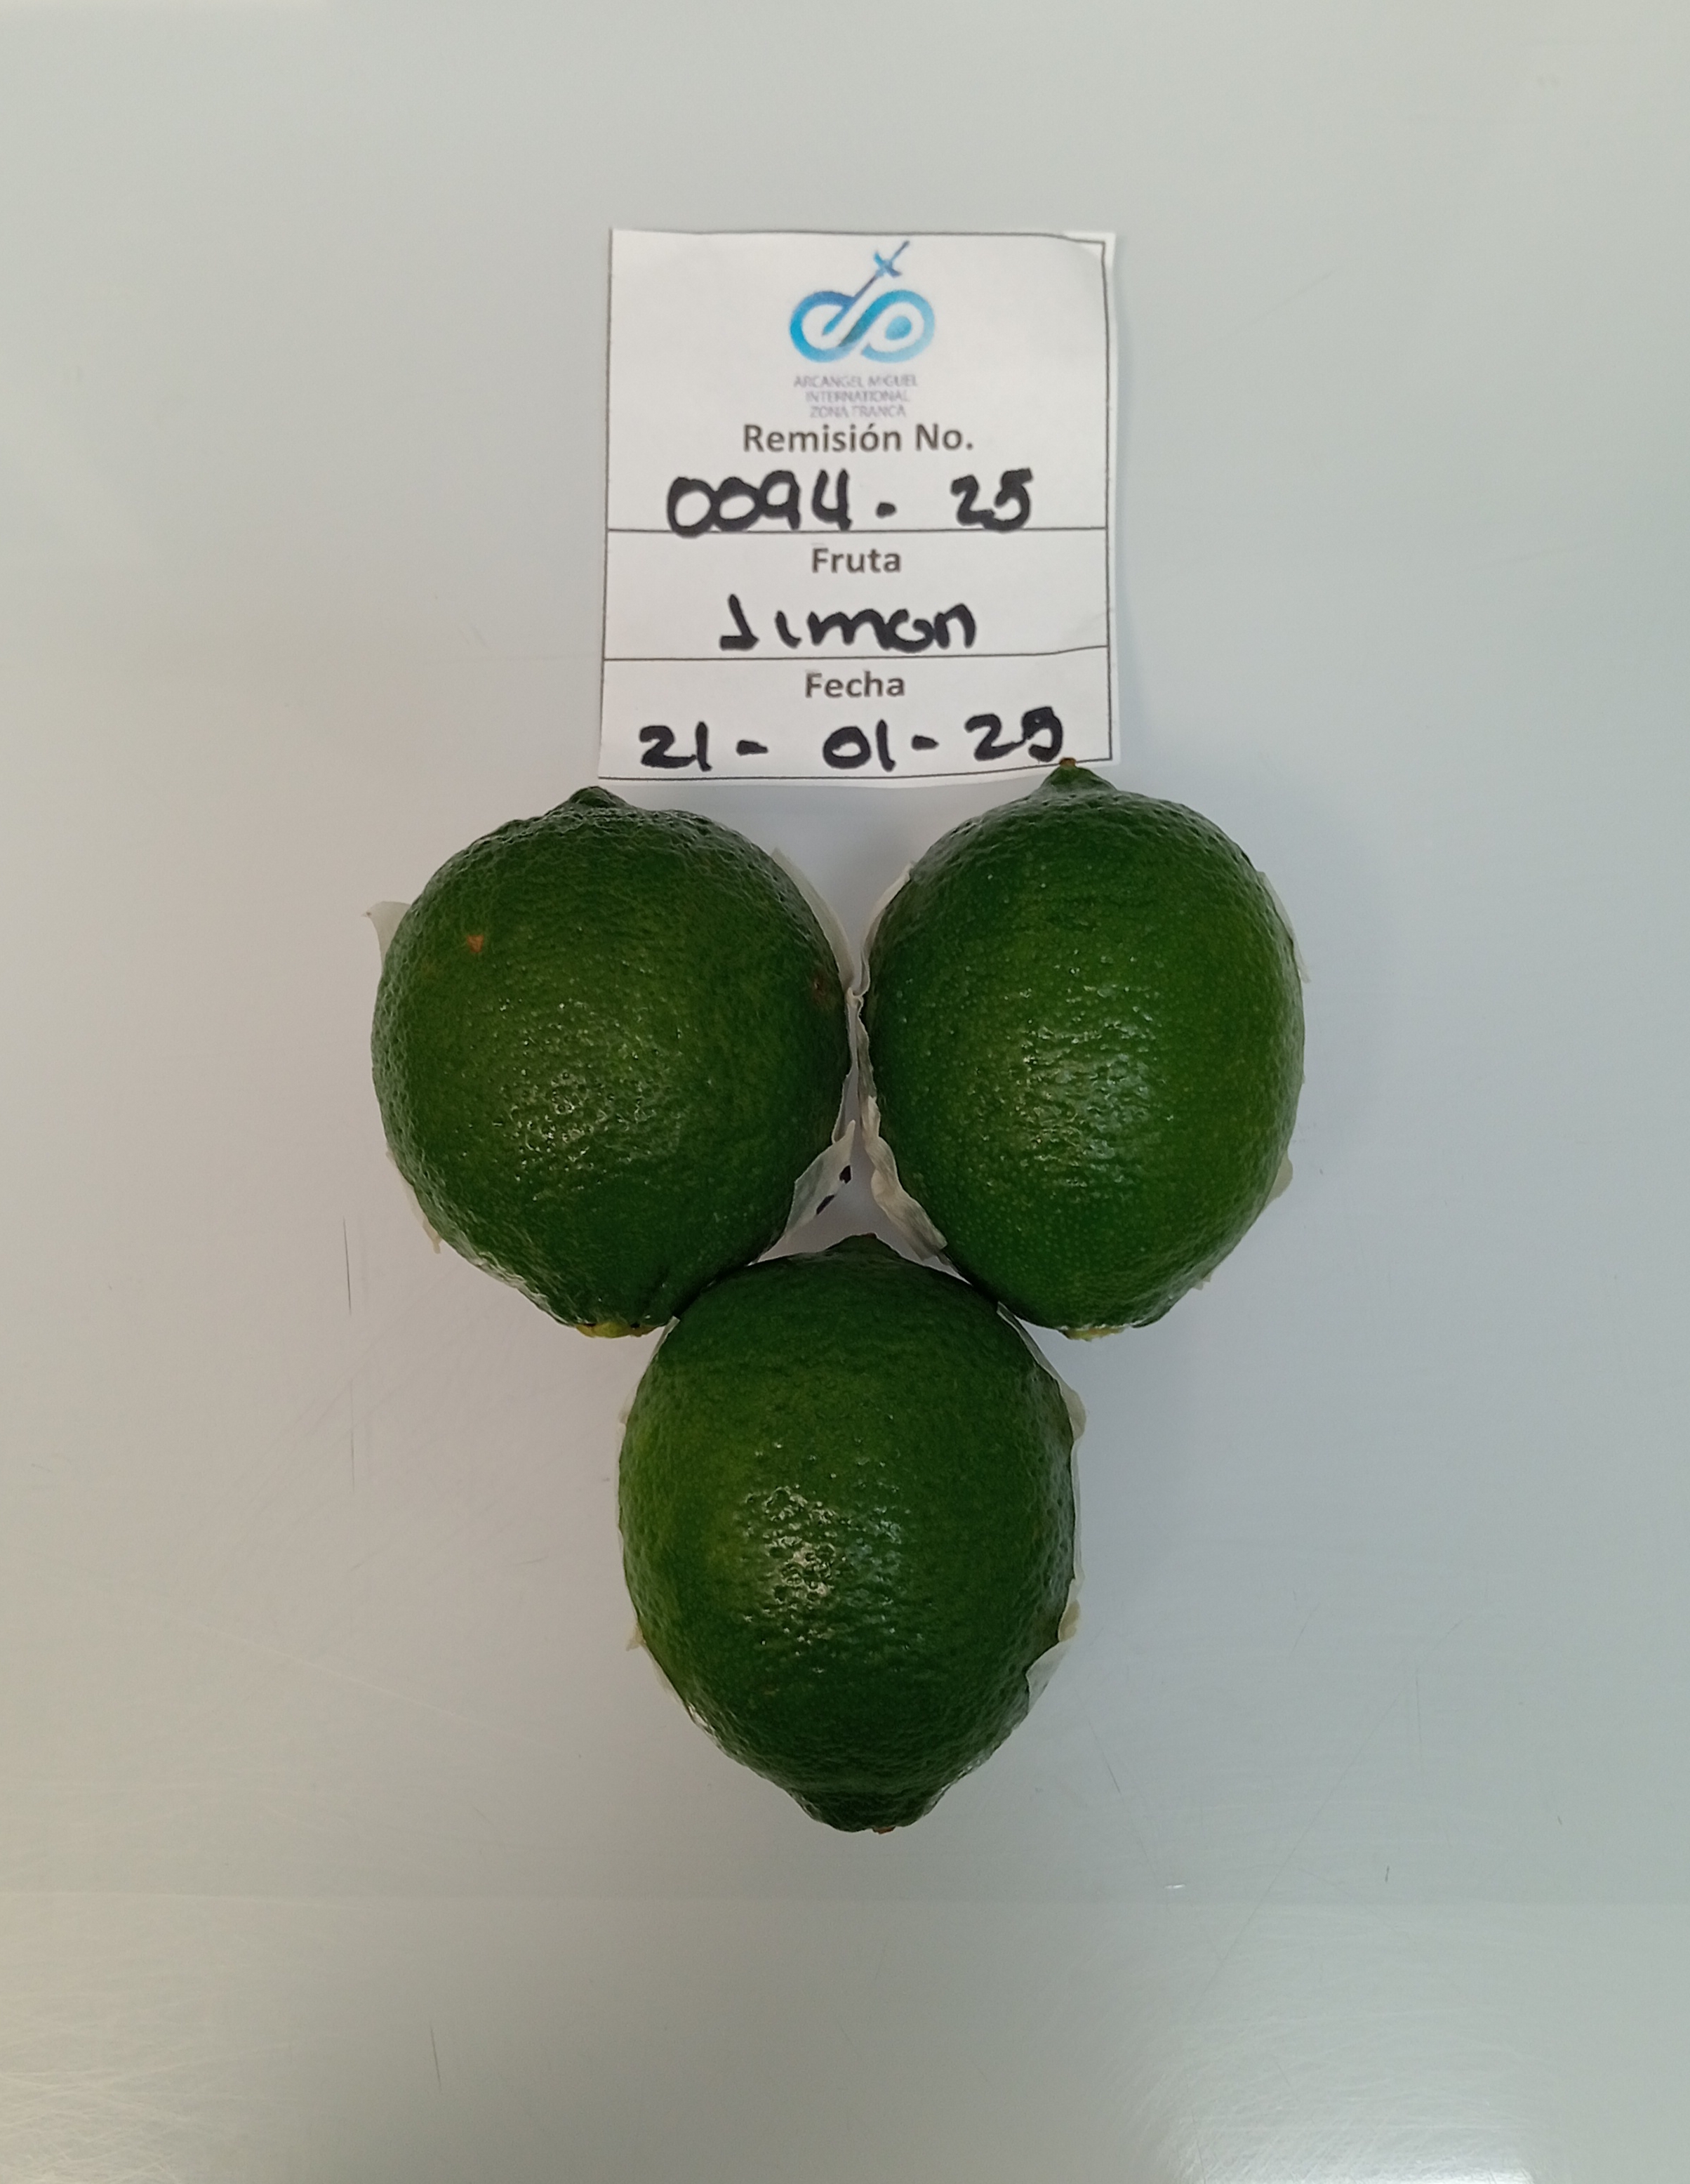 ARCANGEL MIGUEL
INTERNATIONAL
ZONA FRANCA
Remisión No.
0094 - 25
Fruta
Limon
Fecha
21 - 01 - 25